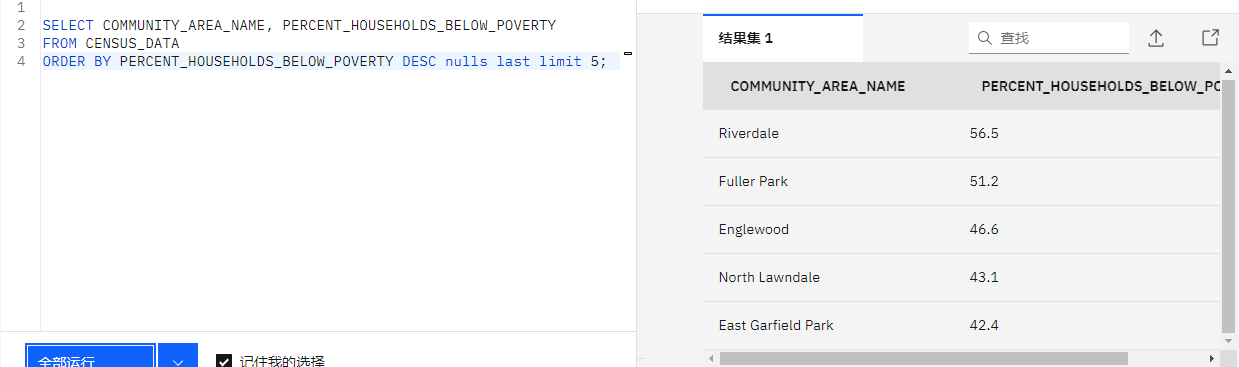 1
2 SELECT COMMUNITY_AREA_NAME, PERCENT_HOUSEHOLDS_BELOW_POVERTY
3 FROM CENSUS_DATA
4 ORDER BY PERCENT_HOUSEHOLDS_BELOW_POVERTY DESC nulls last limit 5;
全部运行 记住我的选择
结果集 1 查找
COMMUNITY_AREA_NAME PERCENT_HOUSEHOLDS_BELOW_PO
Riverdale 56.5
Fuller Park 51.2
Englewood 46.6
North Lawndale 43.1
East Garfield Park 42.4